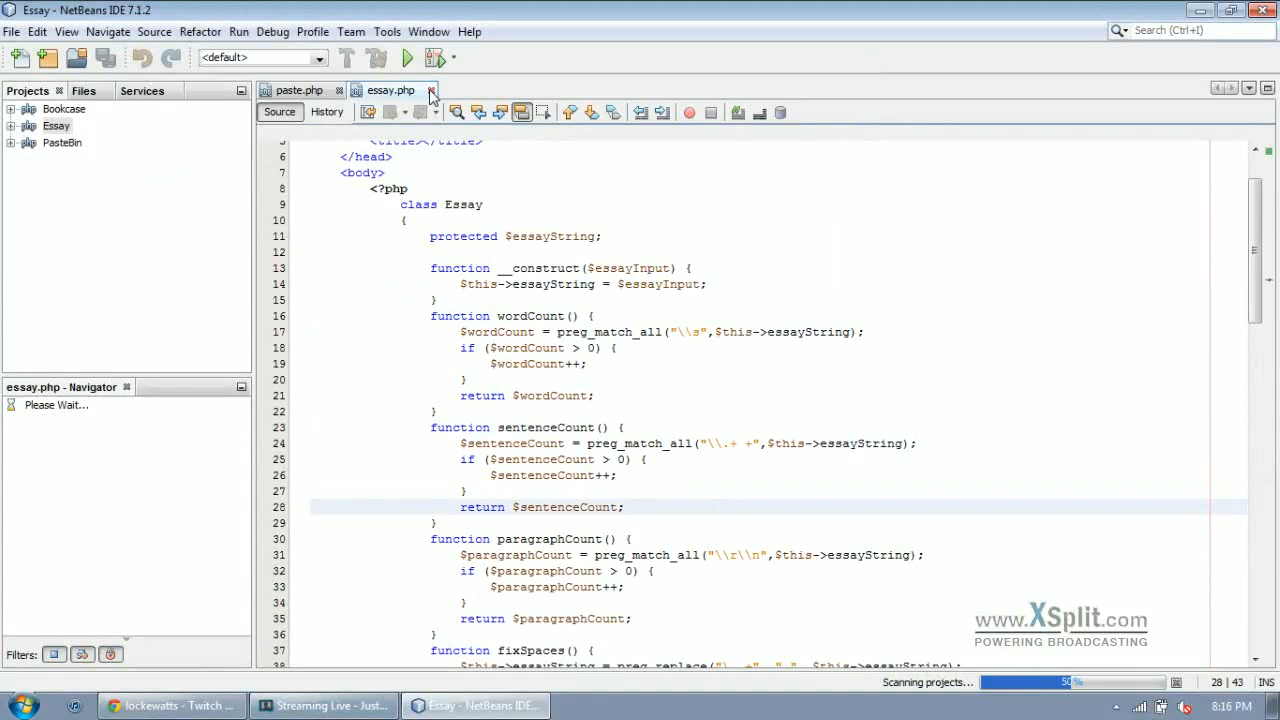 Essay - NetBeans IDE 7.1.2
File Edit View Navigate Source Refactor Run Debug Profile Team Tools Window Help
Search (Ctrl+I)
<default>
Projects Files Services
paste.php essay.php
Source History
Bookcase
Essay
PasteBin
essay.php - Navigator
Please Wait...
Filters:
5 <title></title>
6 </head>
7 <body>
8 <?php
9 class Essay
10 {
11 protected $essayString;
12
13 function __construct($essayInput) {
14 $this->essayString = $essayInput;
15 }
16 function wordCount() {
17 $wordCount = preg_match_all("\\s",$this->essayString);
18 if ($wordCount > 0) {
19 $wordCount++;
20 }
21 return $wordCount;
22 }
23 function sentenceCount() {
24 $sentenceCount = preg_match_all("\\.+ +",$this->essayString);
25 if ($sentenceCount > 0) {
26 $sentenceCount++;
27 }
28 return $sentenceCount;
29 }
30 function paragraphCount() {
31 $paragraphCount = preg_match_all("\\r\\n",$this->essayString);
32 if ($paragraphCount > 0) {
33 $paragraphCount++;
34 }
35 return $paragraphCount;
36 }
37 function fixSpaces() {
38 $this->essayString = preg_replace("\. +", ". ", $this->essayString);
www.XSplit.com
POWERING BROADCASTING
Scanning projects... 50% 28 | 43 INS
lockewatts - Twitch ... Streaming Live - Just... Essay - NetBeans IDE... 8:16 PM